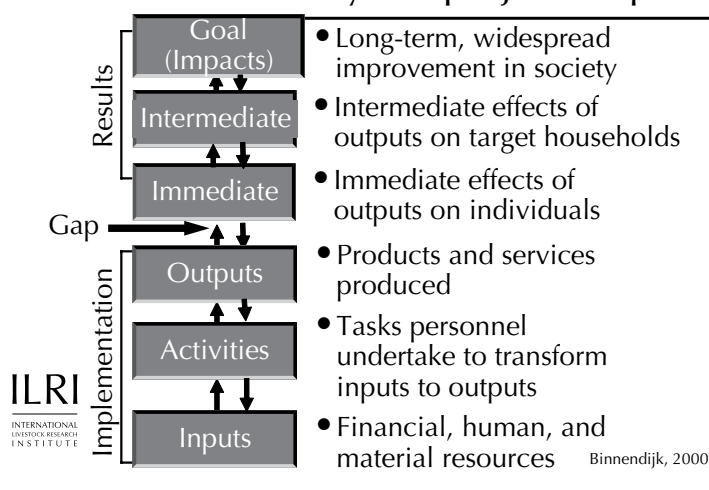 Goal
(Impacts)
• Long-term, widespread
improvement in society
Results
Intermediate
• Intermediate effects of
outputs on target households
Immediate
• Immediate effects of
outputs on individuals
Gap
Outputs
• Products and services
produced
Implementation
Activities
• Tasks personnel
undertake to transform
inputs to outputs
Inputs
• Financial, human, and
material resources
ILRI
INTERNATIONAL
LIVESTOCK RESEARCH
INSTITUTE
Binnendijk, 2000